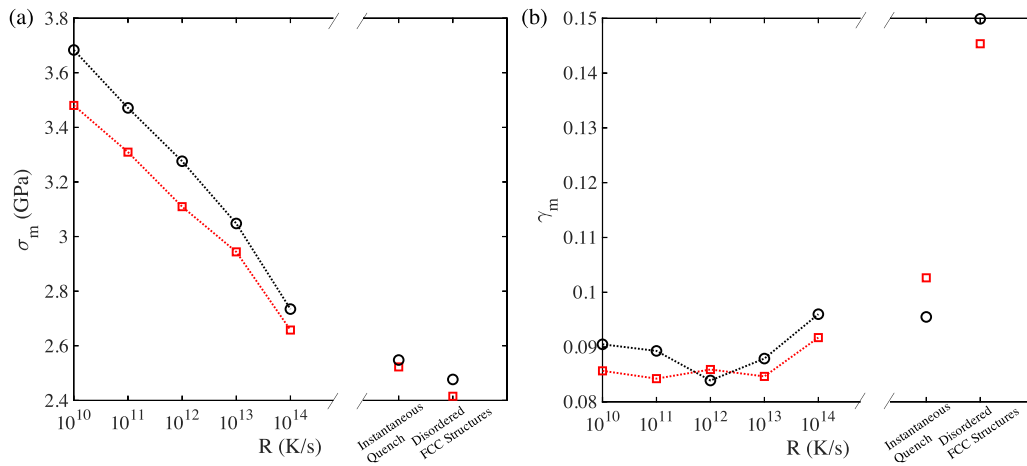 (a)
3.8
3.6
3.4
3.2
3
2.8
2.6
2.4
σm (GPa)
10^10 10^11 10^12 10^13 10^14
R (K/s)
Instantaneous
Quench
Disordered
FCC Structures
(b)
0.15
0.14
0.13
0.12
0.11
0.1
0.09
0.08
γm
10^10 10^11 10^12 10^13 10^14
R (K/s)
Instantaneous
Quench
Disordered
FCC Structures